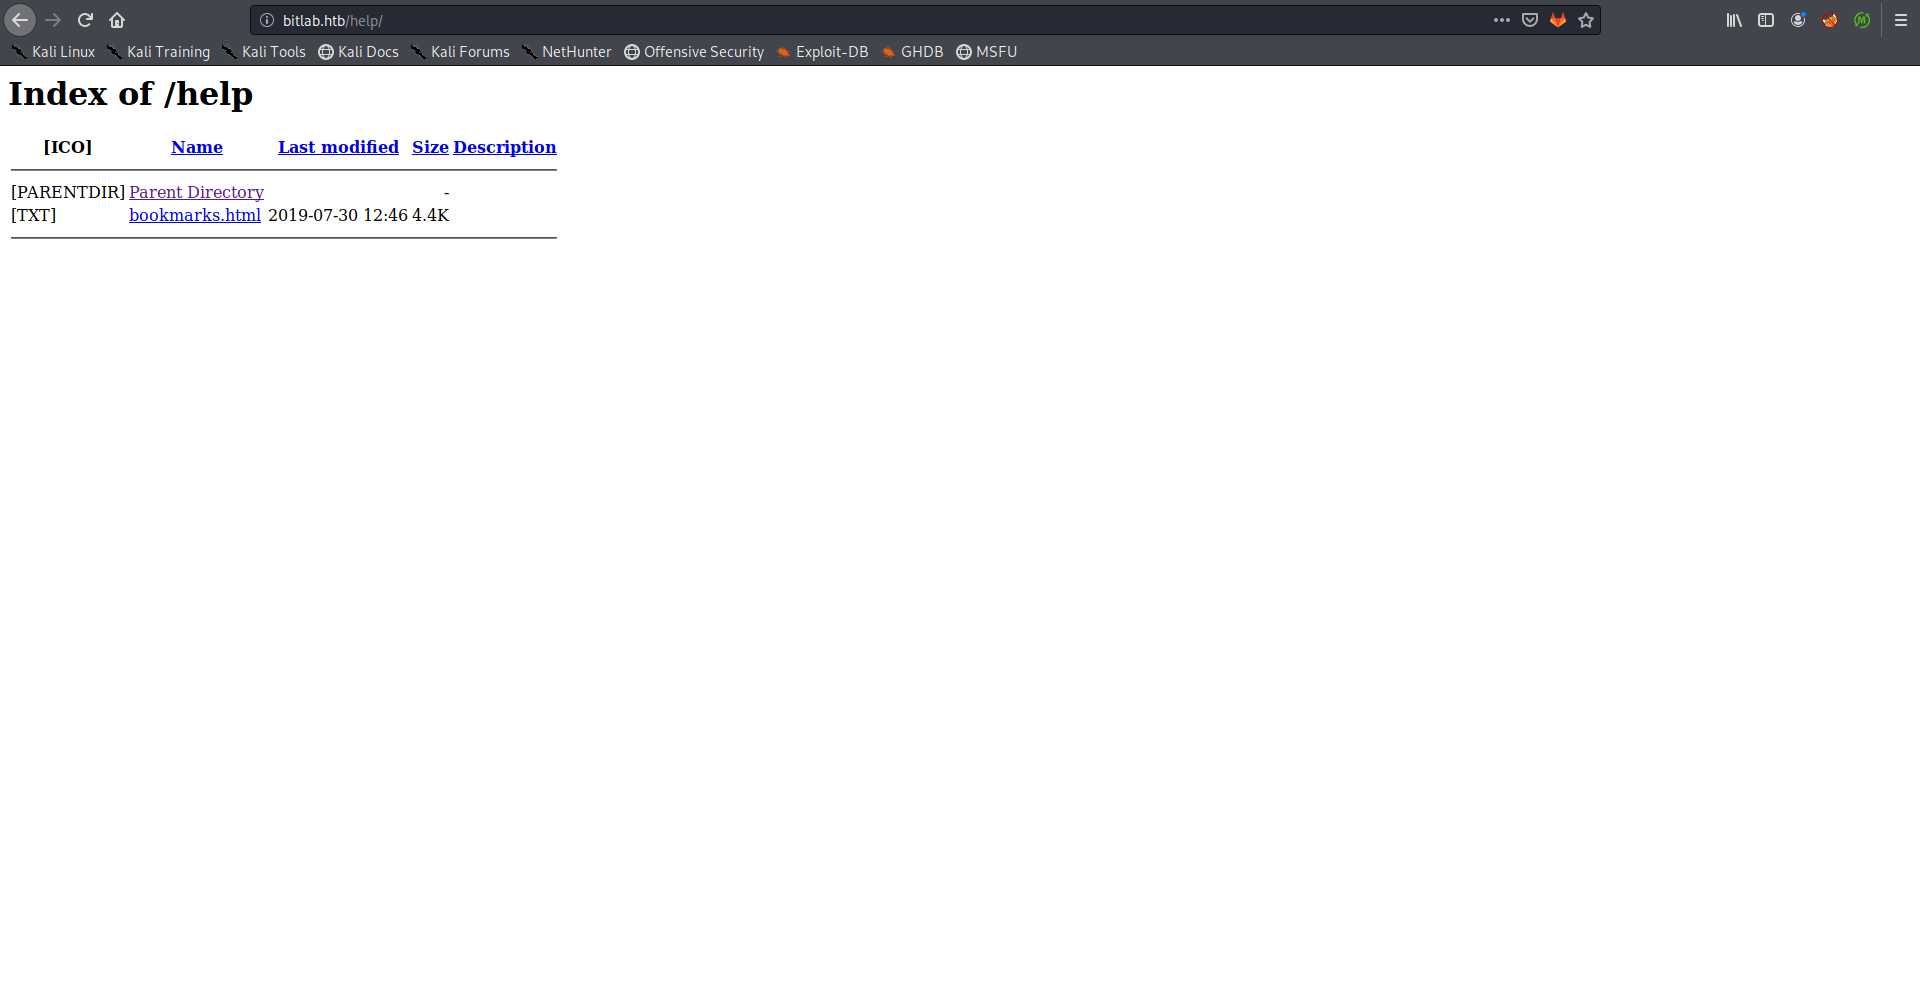 bitlab.htb/help/
Kali Linux Kali Training Kali Tools Kali Docs Kali Forums NetHunter Offensive Security Exploit-DB GHDB MSFU
Index of /help
[ICO] Name Last modified Size Description
[PARENTDIR] Parent Directory -
[TXT] bookmarks.html 2019-07-30 12:46 4.4K